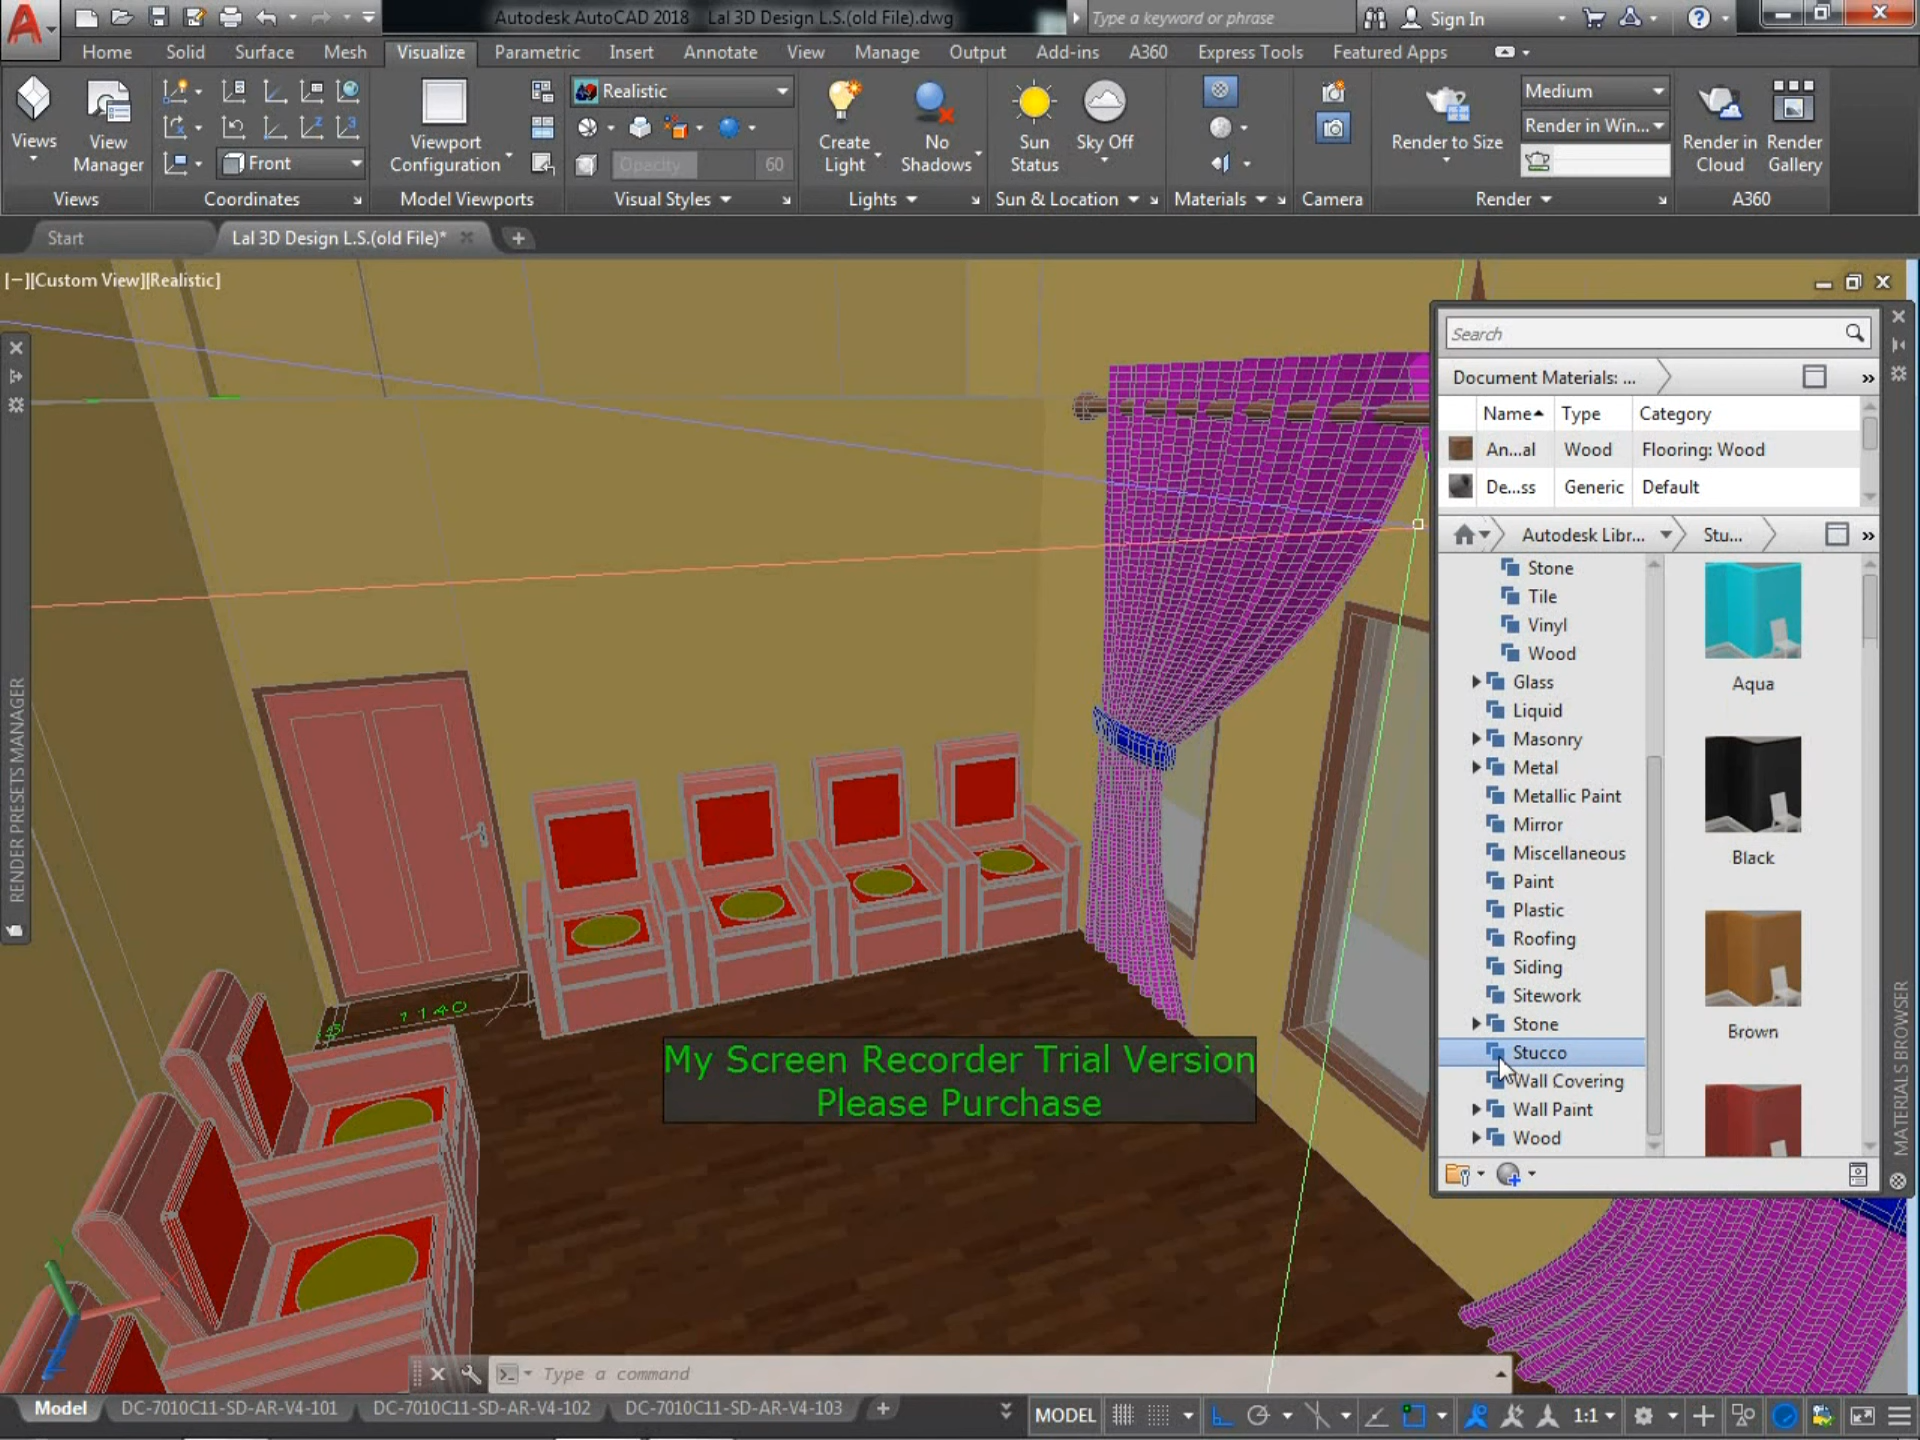 Autodesk AutoCAD 2018 Lal 3D Design L.S.(old File).dwg
Type a keyword or phrase
Sign In
Home Solid Surface Mesh Visualize Parametric Insert Annotate View Manage Output Add-ins A360 Express Tools Featured Apps
Views
View Manager
Front
Views
Coordinates
Viewport Configuration
Model Viewports
Realistic
Opacity 60
Visual Styles
Create Light
No Shadows
Lights
Sun Status
Sky Off
Sun & Location
Materials
Camera
Render to Size
Medium
Render in Win...
Render
Render in Cloud
Render Gallery
A360
Start
Lal 3D Design L.S.(old File)*
[−][Custom View][Realistic]
RENDER PRESETS MANAGER
1140
My Screen Recorder Trial Version
Please Purchase
Search
Document Materials: ...
Name Type Category
An...al Wood Flooring: Wood
De...ss Generic Default
Autodesk Libr... Stu...
Stone
Tile
Vinyl
Wood
Glass
Liquid
Masonry
Metal
Metallic Paint
Mirror
Miscellaneous
Paint
Plastic
Roofing
Siding
Sitework
Stone
Stucco
Wall Covering
Wall Paint
Wood
Aqua
Black
Brown
MATERIALS BROWSER
Type a command
Model DC-7010C11-SD-AR-V4-101 DC-7010C11-SD-AR-V4-102 DC-7010C11-SD-AR-V4-103
MODEL
1:1